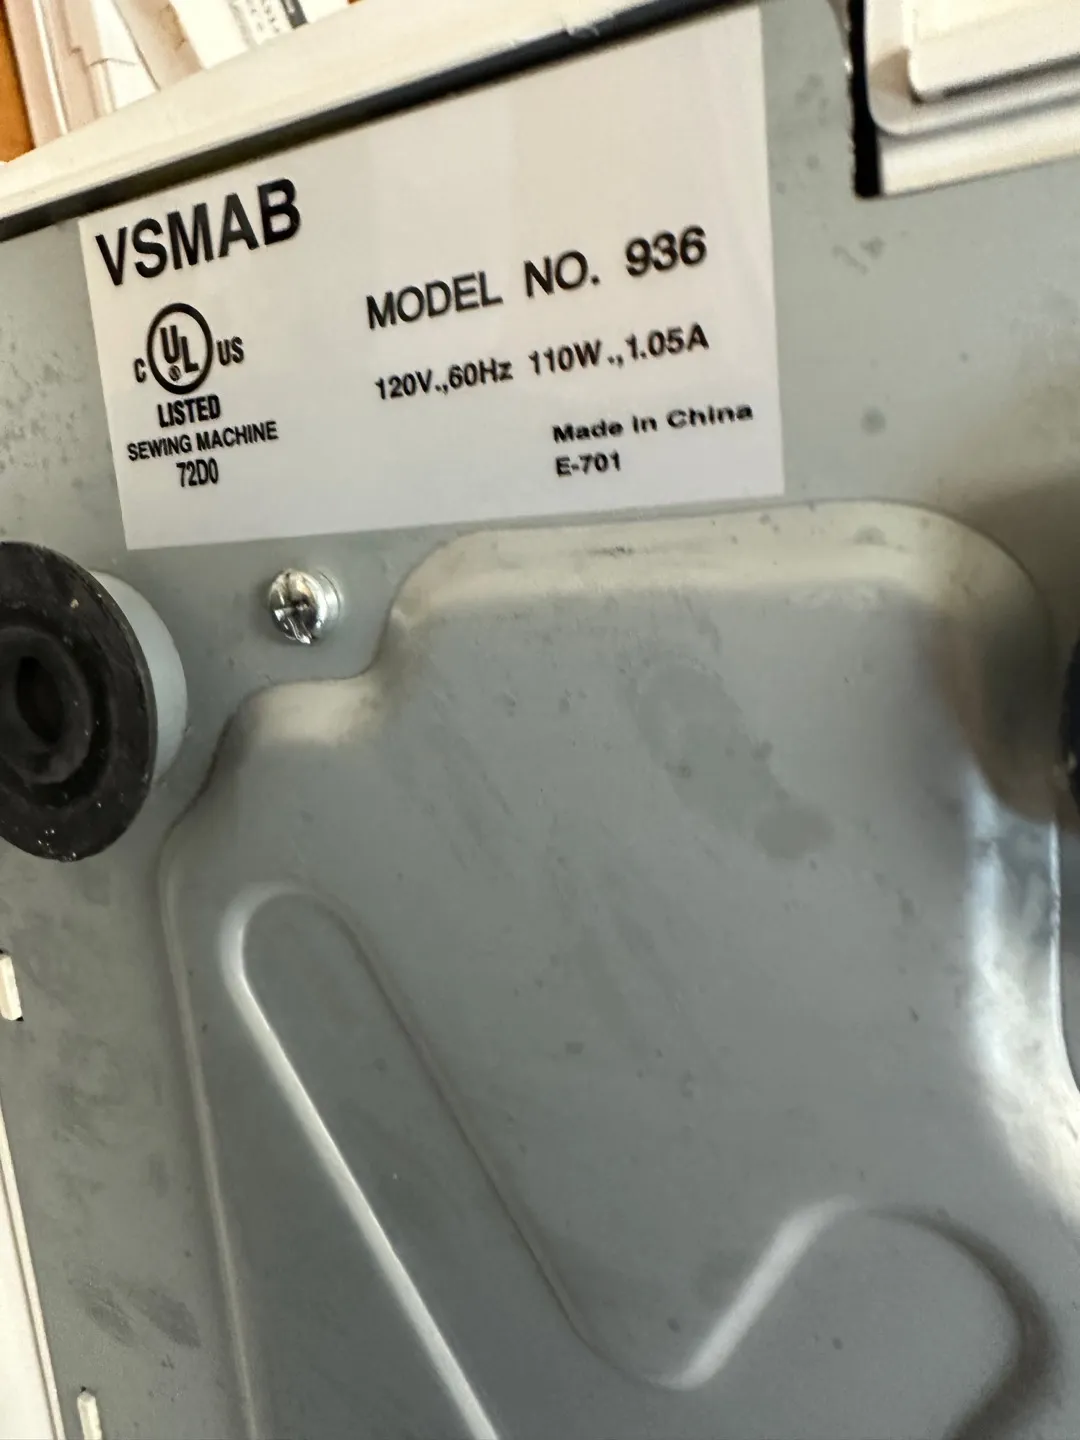 VSMAB
MODEL NO. 936
C UL® US
LISTED
120V.,60Hz 110W.,1.05A
SEWING MACHINE
72D0
Made in China
E-701